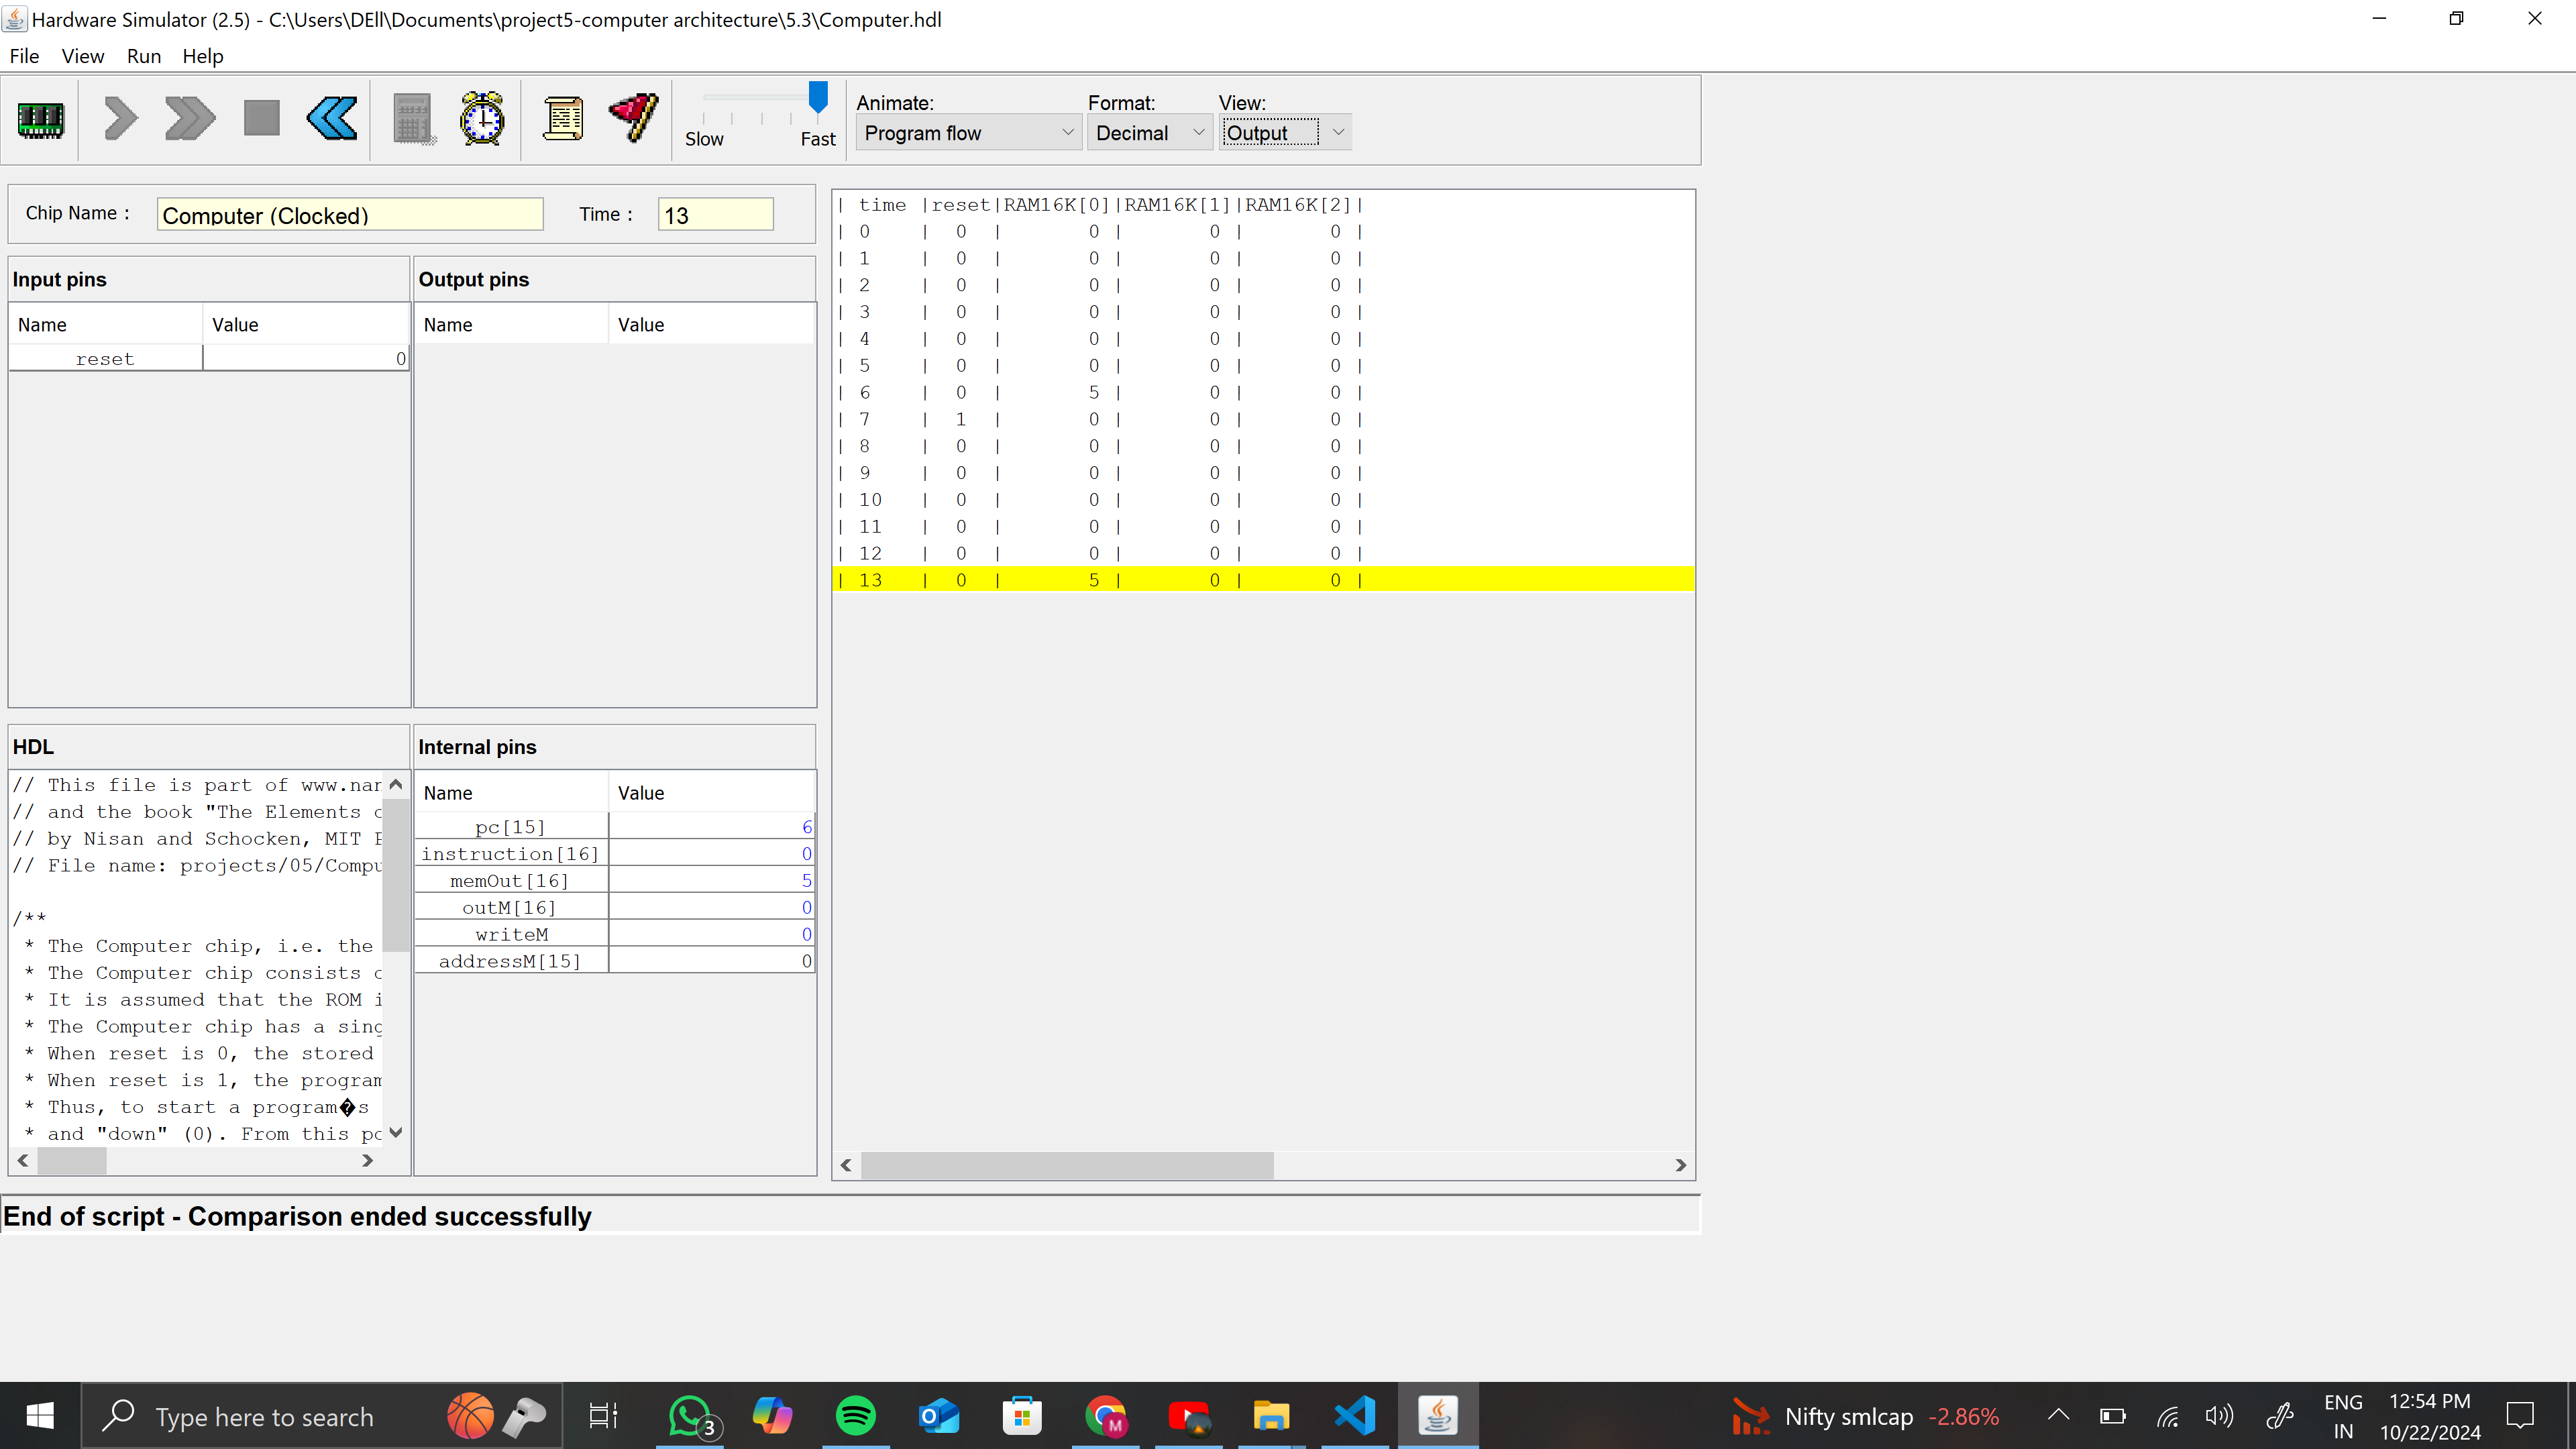 Hardware Simulator (2.5) - C:\Users\DEll\Documents\project5-computer architecture\5.3\Computer.hdl
File View Run Help
Slow Fast
Animate: Format: View:
Program flow Decimal Output
Chip Name : Computer (Clocked) Time : 13
Input pins
Name Value
reset 0
Output pins
Name Value
HDL
// This file is part of www.nan
// and the book "The Elements o
// by Nisan and Schocken, MIT P
// File name: projects/05/Compu
/**
* The Computer chip, i.e. the
* The Computer chip consists o
* It is assumed that the ROM i
* The Computer chip has a sing
* When reset is 0, the stored
* When reset is 1, the program
* Thus, to start a program�s
* and "down" (0). From this po
Internal pins
Name Value
pc[15] 6
instruction[16] 0
memOut[16] 5
outM[16] 0
writeM 0
addressM[15] 0
| time |reset|RAM16K[0]|RAM16K[1]|RAM16K[2]|
| 0 | 0 | 0 | 0 | 0 |
| 1 | 0 | 0 | 0 | 0 |
| 2 | 0 | 0 | 0 | 0 |
| 3 | 0 | 0 | 0 | 0 |
| 4 | 0 | 0 | 0 | 0 |
| 5 | 0 | 0 | 0 | 0 |
| 6 | 0 | 5 | 0 | 0 |
| 7 | 1 | 0 | 0 | 0 |
| 8 | 0 | 0 | 0 | 0 |
| 9 | 0 | 0 | 0 | 0 |
| 10 | 0 | 0 | 0 | 0 |
| 11 | 0 | 0 | 0 | 0 |
| 12 | 0 | 0 | 0 | 0 |
| 13 | 0 | 5 | 0 | 0 |
End of script - Comparison ended successfully
Type here to search
3
M
Nifty smlcap -2.86%
ENG
IN
12:54 PM
10/22/2024